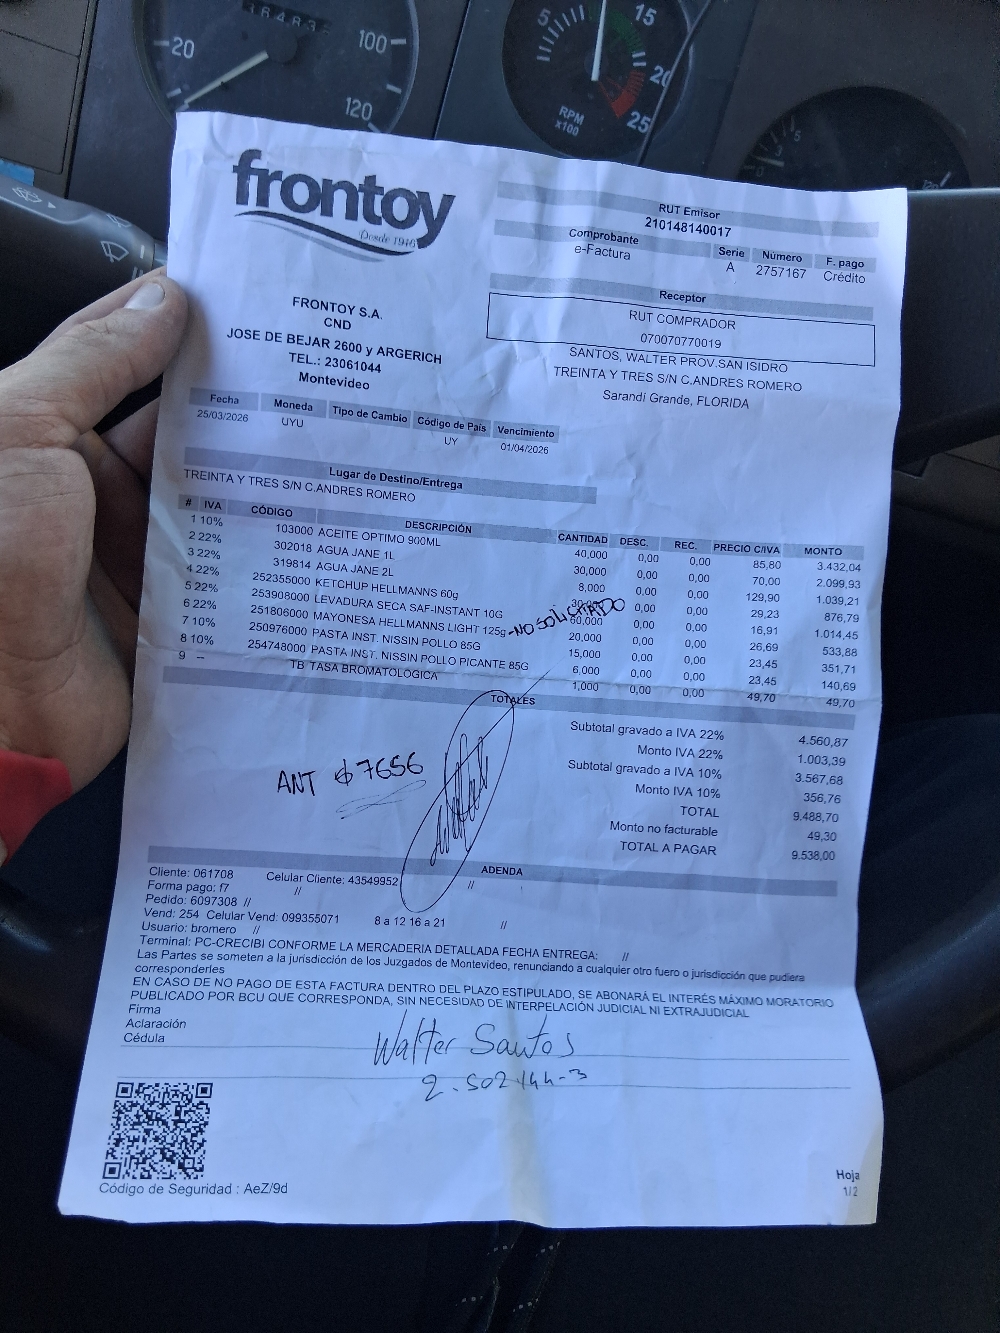 184835
20
100
120
5
15
20
25
RPM
x100
frontoy
Desde 1946
RUT Emisor
210148140017
Comprobante Serie Número F. pago
e-Factura A 2757167 Crédito
Receptor
RUT COMPRADOR
070070770019
SANTOS, WALTER PROV.SAN ISIDRO
TREINTA Y TRES S/N C.ANDRES ROMERO
Sarandí Grande, FLORIDA
FRONTOY S.A.
CND
JOSE DE BEJAR 2600 y ARGERICH
TEL.: 23061044
Montevideo
Fecha Moneda Tipo de Cambio Código de País Vencimiento
25/03/2026 UYU UY 01/04/2026
Lugar de Destino/Entrega
TREINTA Y TRES S/N C.ANDRES ROMERO
# IVA CÓDIGO DESCRIPCIÓN CANTIDAD DESC. REC. PRECIO C/IVA MONTO
1 10% 103000 ACEITE OPTIMO 900ML 40,000 0,00 0,00 85,80 3.432,04
2 22% 302018 AGUA JANE 1L 30,000 0,00 0,00 70,00 2.099,93
3 22% 319814 AGUA JANE 2L 8,000 0,00 0,00 129,90 1.039,21
4 22% 252355000 KETCHUP HELLMANNS 60g 30,000 0,00 0,00 29,23 876,79
5 22% 253908000 LEVADURA SECA SAF-INSTANT 10G 60,000 0,00 0,00 16,91 1.014,45
6 22% 251806000 MAYONESA HELLMANNS LIGHT 125g 20,000 0,00 0,00 26,69 533,88
-NO SOLICITADO
7 10% 250976000 PASTA INST. NISSIN POLLO 85G 15,000 0,00 0,00 23,45 351,71
8 10% 254748000 PASTA INST. NISSIN POLLO PICANTE 85G 6,000 0,00 0,00 23,45 140,69
9 -- TB TASA BROMATOLOGICA 1,000 0,00 0,00 49,70 49,70
TOTALES
Subtotal gravado a IVA 22% 4.560,87
Monto IVA 22% 1.003,39
Subtotal gravado a IVA 10% 3.567,68
Monto IVA 10% 356,76
TOTAL 9.488,70
Monto no facturable 49,30
TOTAL A PAGAR 9.538,00
ANT $7656
ADENDA
Cliente: 061708 Celular Cliente: 43549952 //
Forma pago: f7 //
Pedido: 6097308 //
Vend: 254 Celular Vend: 099355071 8 a 12 16 a 21 //
Usuario: bromero //
Terminal: PC-CRECIBI CONFORME LA MERCADERIA DETALLADA FECHA ENTREGA: //
Las Partes se someten a la jurisdicción de los Juzgados de Montevideo, renunciando a cualquier otro fuero o jurisdicción que pudiera
corresponderles
EN CASO DE NO PAGO DE ESTA FACTURA DENTRO DEL PLAZO ESTIPULADO, SE ABONARÁ EL INTERÉS MÁXIMO MORATORIO
PUBLICADO POR BCU QUE CORRESPONDA, SIN NECESIDAD DE INTERPELACIÓN JUDICIAL NI EXTRAJUDICIAL
Firma
Aclaración
Cédula
Walter Santos
2.502144-3
Código de Seguridad : AeZ/9d
Hoja
1/2